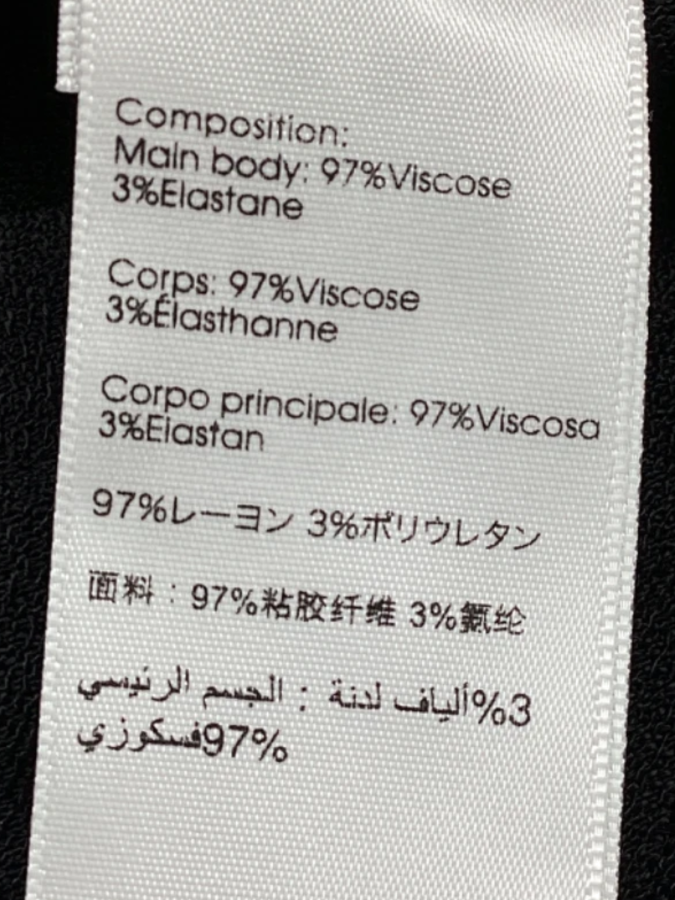 Composition:
Main body: 97%Viscose
3%Elastane
Corps: 97%Viscose
3%Élasthanne
Corpo principale: 97%Viscosa
3%Elastan
97%レーヨン 3%ポリウレタン
面料：97%粘胶纤维 3%氨纶
3%ألياف لدنة : الجسم الرئيسي
97%فسكوزي